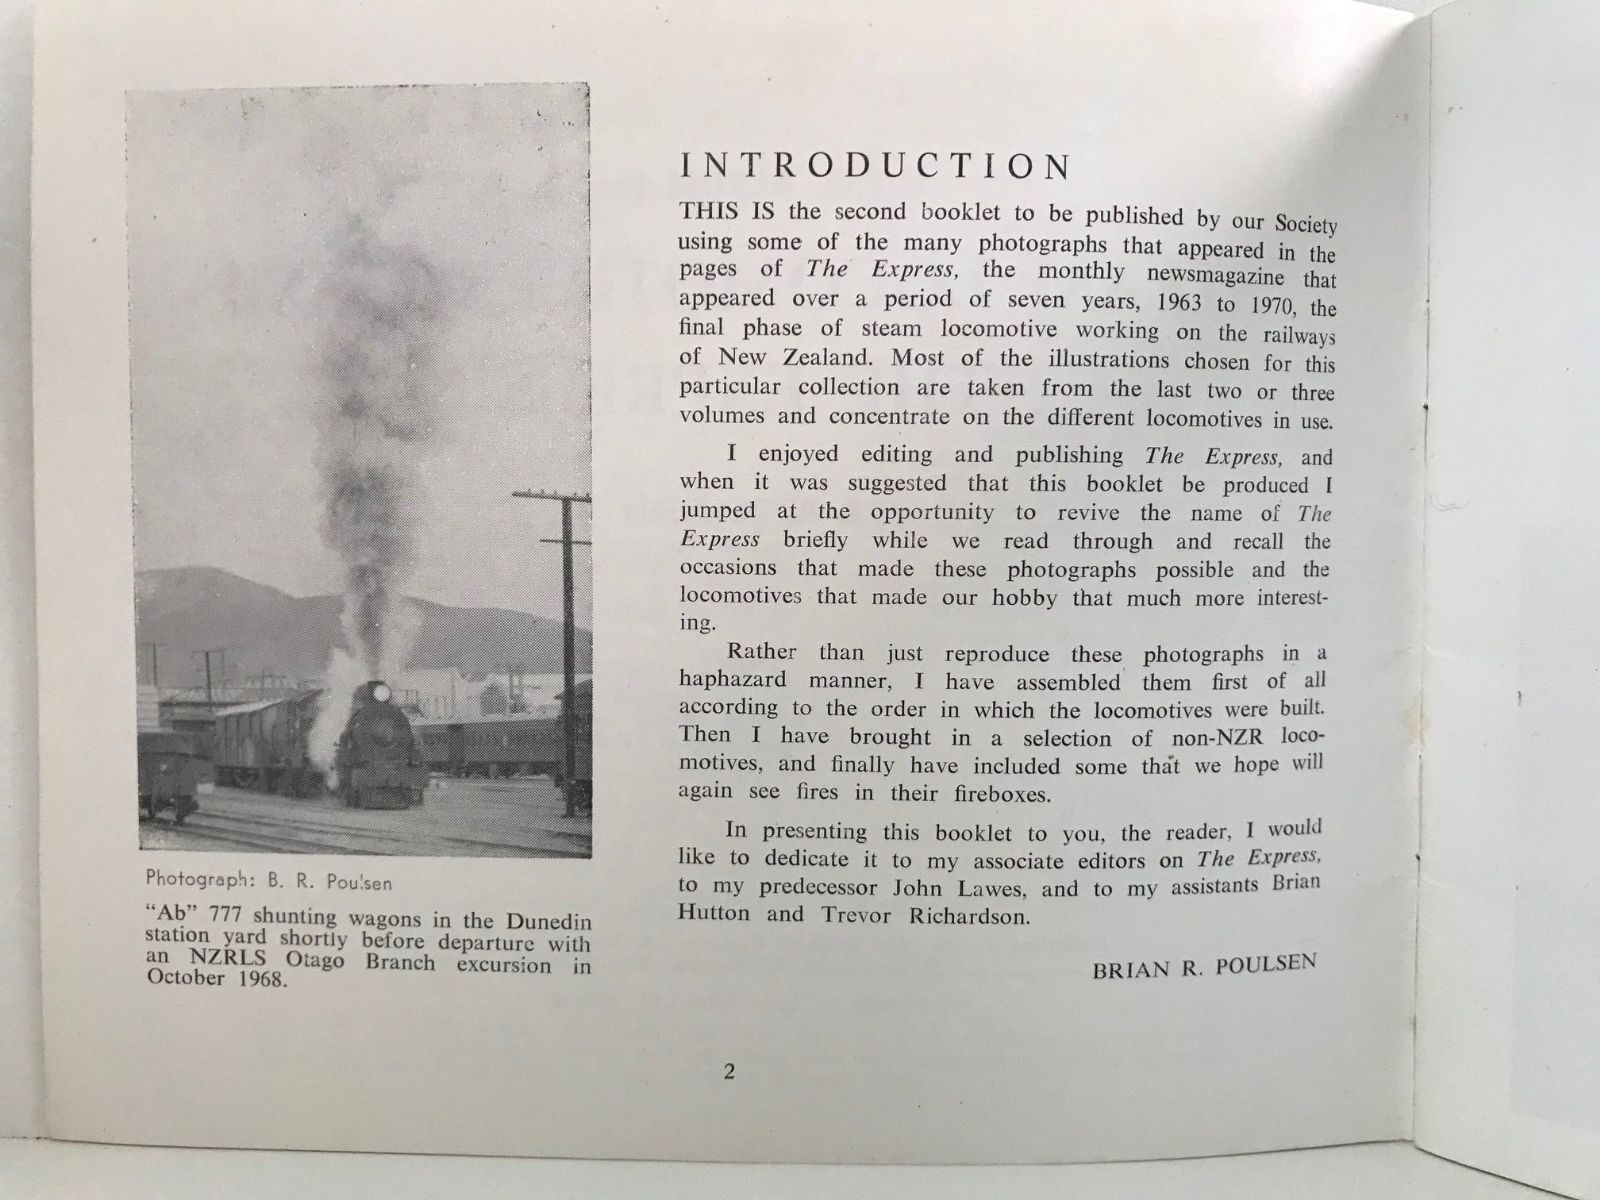 Photograph: B. R. Poulsen
"Ab" 777 shunting wagons in the Dunedin
station yard shortly before departure with
an NZRLS Otago Branch excursion in
October 1968.
INTRODUCTION
THIS IS the second booklet to be published by our Society
using some of the many photographs that appeared in the
pages of The Express, the monthly newsmagazine that
appeared over a period of seven years, 1963 to 1970, the
final phase of steam locomotive working on the railways
of New Zealand. Most of the illustrations chosen for this
particular collection are taken from the last two or three
volumes and concentrate on the different locomotives in use.
I enjoyed editing and publishing The Express, and
when it was suggested that this booklet be produced I
jumped at the opportunity to revive the name of The
Express briefly while we read through and recall the
occasions that made these photographs possible and the
locomotives that made our hobby that much more interest-
ing.
Rather than just reproduce these photographs in a
haphazard manner, I have assembled them first of all
according to the order in which the locomotives were built.
Then I have brought in a selection of non-NZR loco-
motives, and finally have included some that we hope will
again see fires in their fireboxes.
In presenting this booklet to you, the reader, I would
like to dedicate it to my associate editors on The Express,
to my predecessor John Lawes, and to my assistants Brian
Hutton and Trevor Richardson.
BRIAN R. POULSEN
2